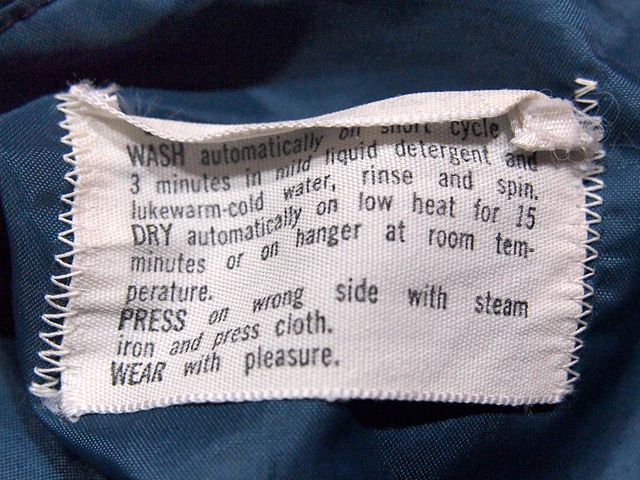 WASH automatically on short cycle
3 minutes in mild liquid detergent and
lukewarm-cold water, rinse and spin.
DRY automatically on low heat for 15
minutes or on hanger at room tem-
perature.
PRESS on wrong side with steam
iron and press cloth.
WEAR with pleasure.